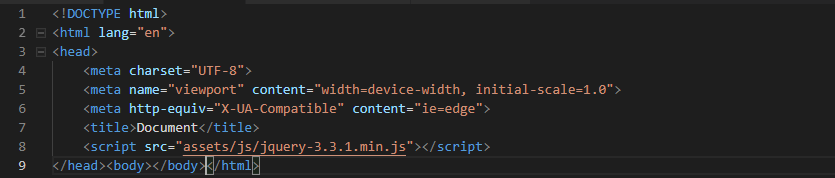 1 <!DOCTYPE html>
2 <html lang="en">
3 <head>
4     <meta charset="UTF-8">
5     <meta name="viewport" content="width=device-width, initial-scale=1.0">
6     <meta http-equiv="X-UA-Compatible" content="ie=edge">
7     <title>Document</title>
8     <script src="assets/js/jquery-3.3.1.min.js"></script>
9 </head><body></body></html>